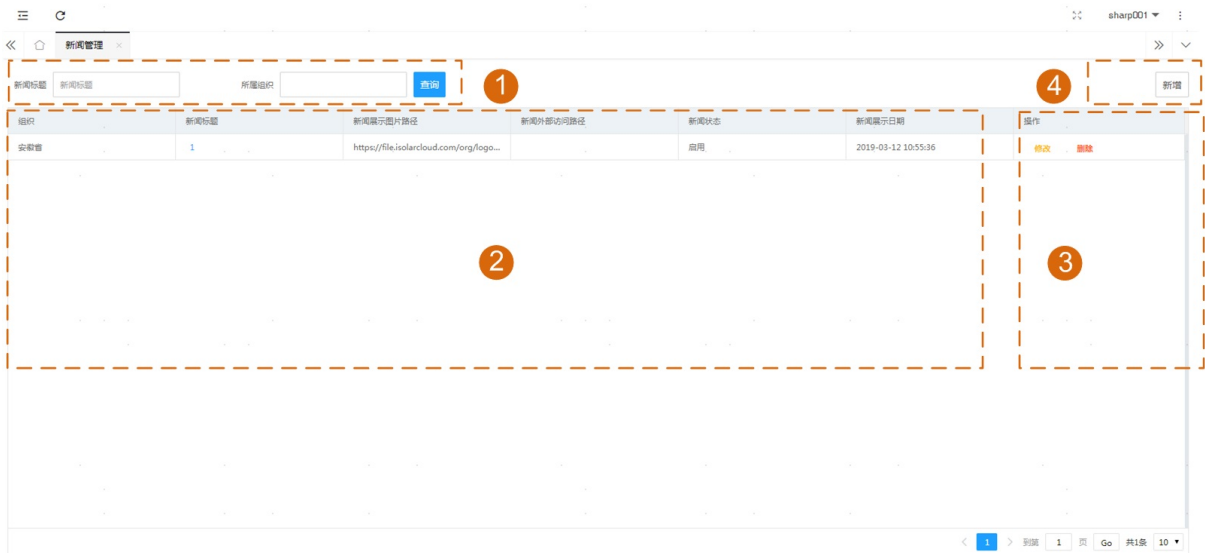 sharp001
新闻管理
新闻标题 新闻标题 所属组织 查询 1 4 新增
组织 新闻标题 新闻展示图片路径 新闻外部访问路径 新闻状态 新闻展示日期 操作
安徽省 1 https://file.isolarcloud.com/org/logo... 启用 2019-03-12 10:55:36 修改 删除
2 3
1 到第 1 页 Go 共1条 10